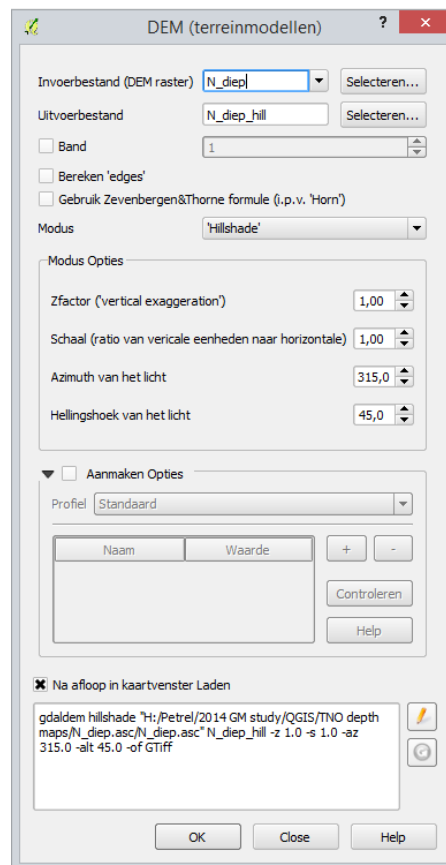 DEM (terreinmodellen)
?
×
Invoerbestand (DEM raster)
N_diep
Selecteren...
Uitvoerbestand
N_diep_hill
Selecteren...
Band
1
Bereken 'edges'
Gebruik Zevenbergen&Thorne formule (i.p.v. 'Horn')
Modus
'Hillshade'
Modus Opties
Zfactor ('vertical exaggeration')
1,00
Schaal (ratio van vericale eenheden naar horizontale)
1,00
Azimuth van het licht
315,0
Hellingshoek van het licht
45,0
Aanmaken Opties
Profiel
Standaard
Naam
Waarde
+
-
Controleren
Help
Na afloop in kaartvenster Laden
gdaldem hillshade "H:/Petrel/2014 GM study/QGIS/TNO depth
maps/N_diep.asc/N_diep.asc" N_diep_hill -z 1.0 -s 1.0 -az
315.0 -alt 45.0 -of GTiff
OK
Close
Help